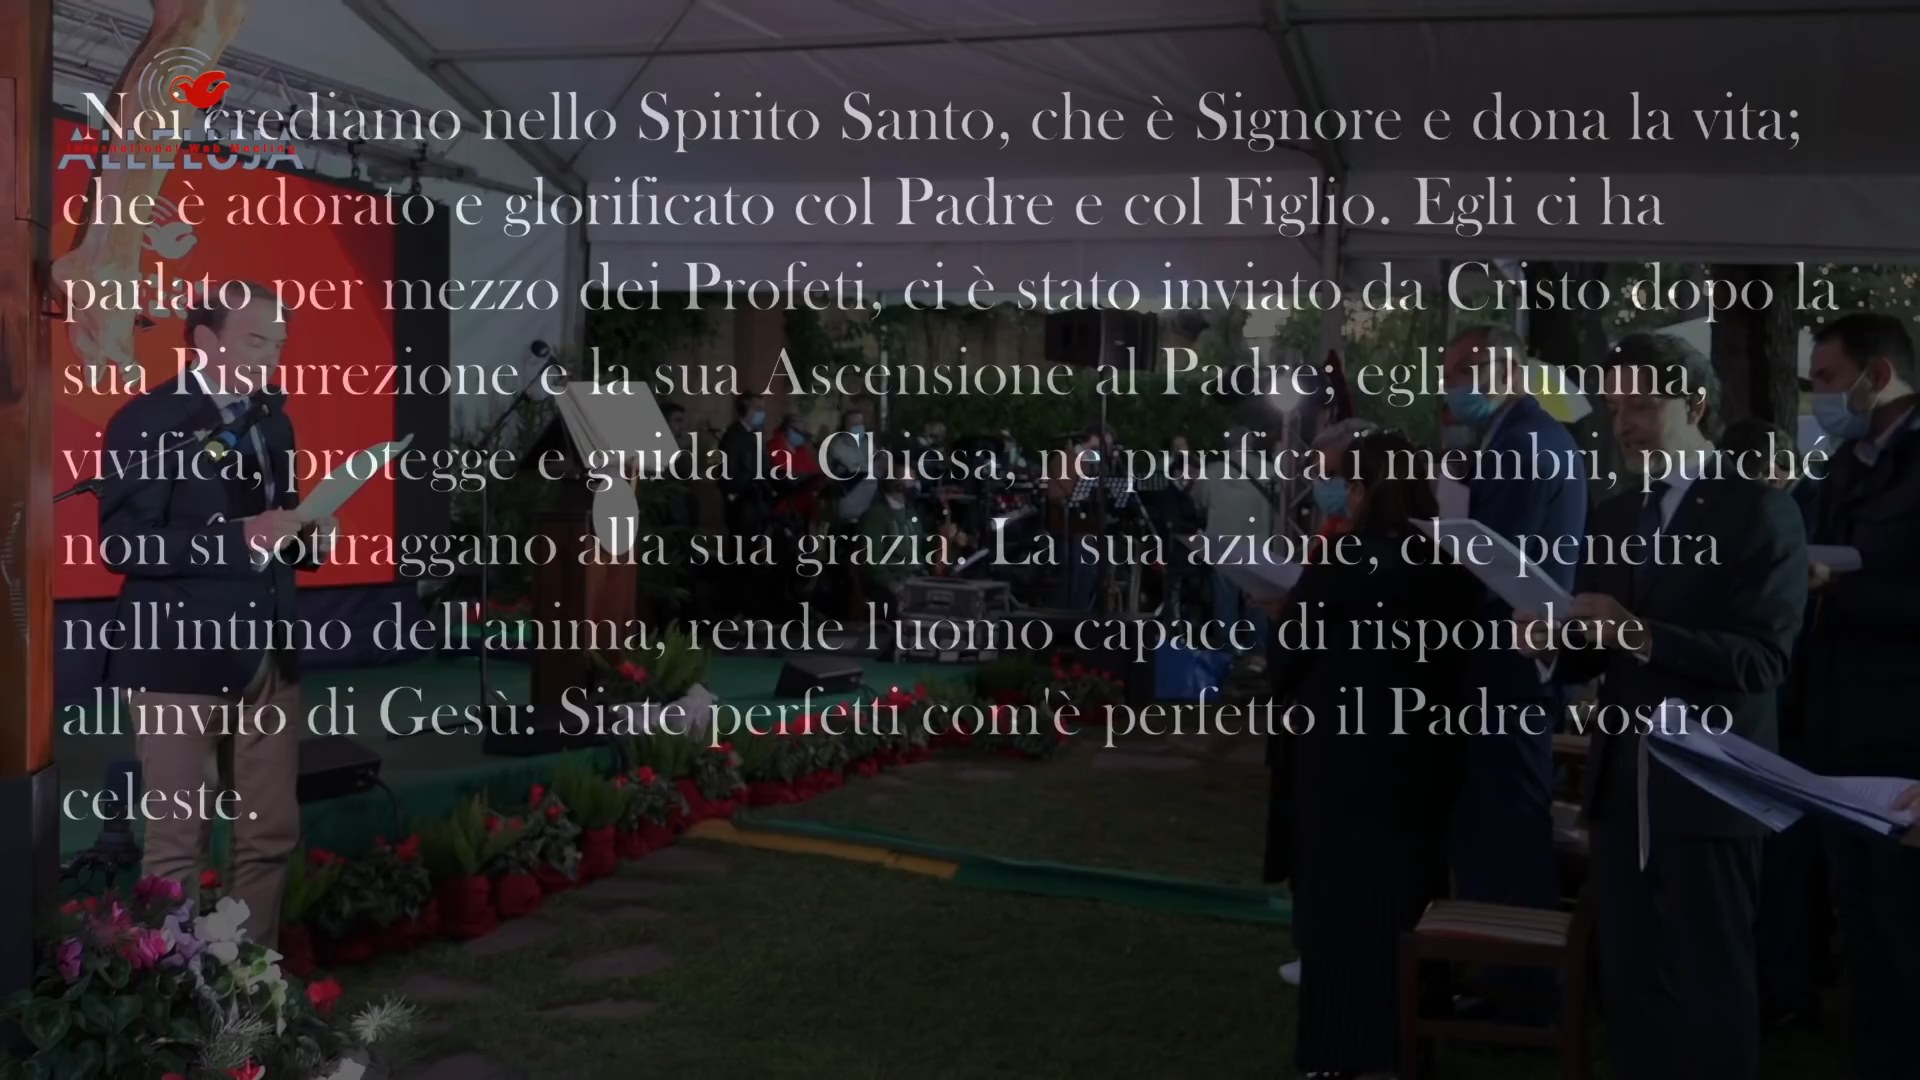 Noi crediamo nello Spirito Santo, che è Signore e dona la vita;
ALLELUJA
International Web Meeting
che è adorato e glorificato col Padre e col Figlio. Egli ci ha
parlato per mezzo dei Profeti, ci è stato inviato da Cristo dopo la
sua Risurrezione e la sua Ascensione al Padre; egli illumina,
vivifica, protegge e guida la Chiesa, ne purifica i membri, purché
non si sottraggano alla sua grazia. La sua azione, che penetra
nell'intimo dell'anima, rende l'uomo capace di rispondere
all'invito di Gesù: Siate perfetti com'è perfetto il Padre vostro
celeste.